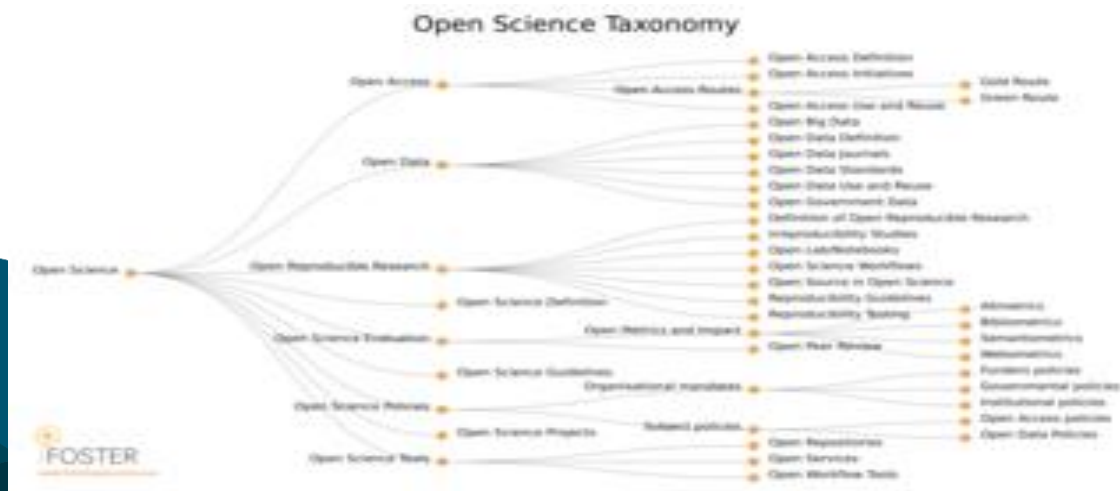 Open Science Taxonomy
Open Science
Open Access
Open Access Definition
Open Access Initiatives
Open Access Routes
Gold Route
Green Route
Open Access Use and Reuse
Open Data
Open Big Data
Open Data Definition
Open Data Journals
Open Data Standards
Open Data Use and Reuse
Open Government Data
Open Reproducible Research
Definition of Open Reproducible Research
Irreproducibility Studies
Open Lab/Notebooks
Open Science Workflows
Open Source in Open Science
Reproducibility Guidelines
Reproducibility Testing
Open Science Definition
Open Science Evaluation
Open Metrics and Impact
Altmetrics
Bibliometrics
Semantometrics
Webometrics
Open Peer Review
Open Science Guidelines
Open Science Policies
Organisational mandates
Funders policies
Governmental policies
Institutional policies
Subject policies
Open Access policies
Open Data Policies
Open Science Projects
Open Science Tools
Open Repositories
Open Services
Open Workflow Tools
FOSTER